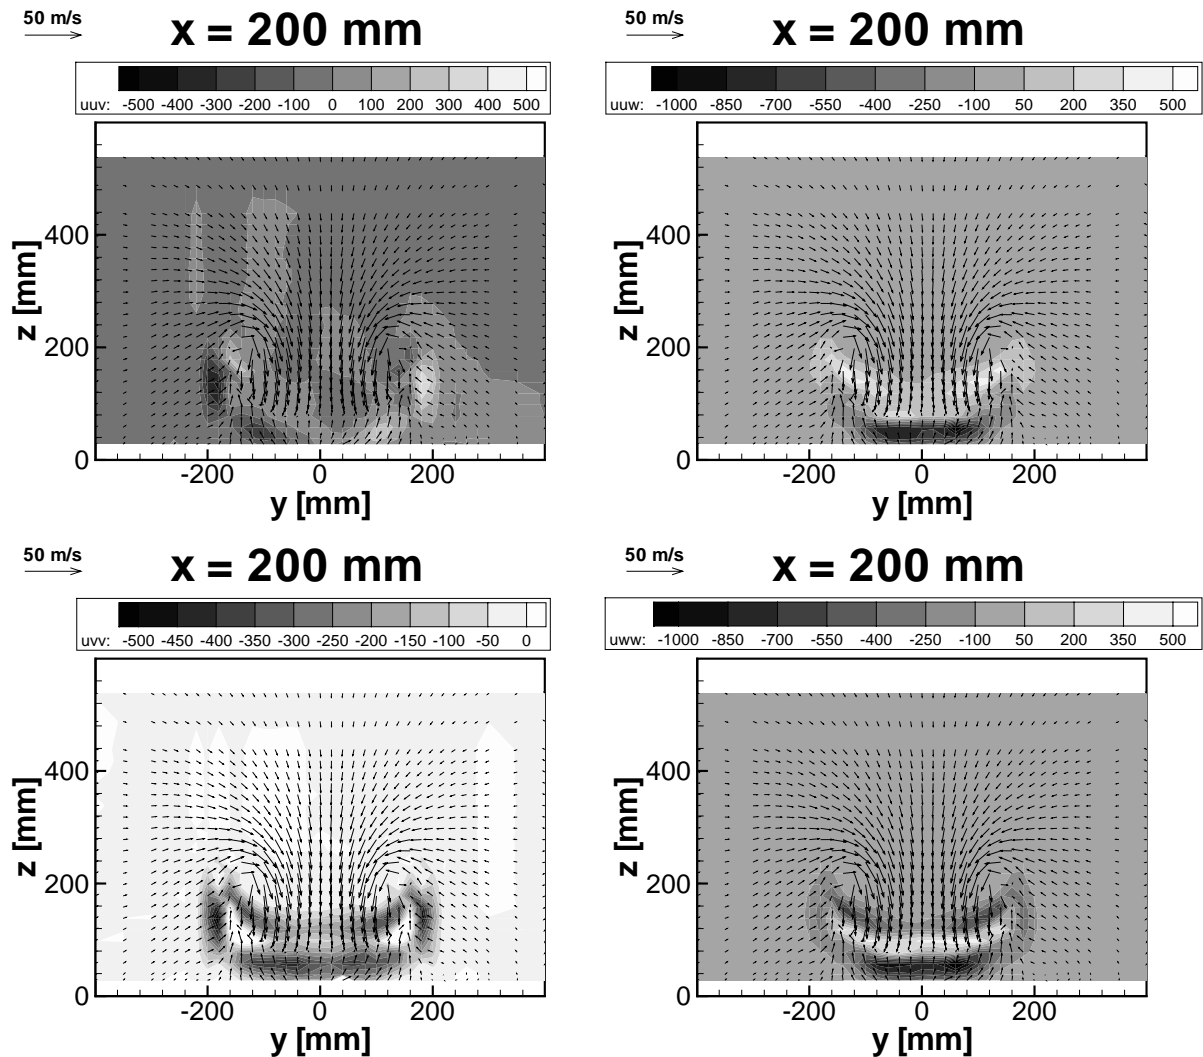 50 m/s
x = 200 mm
uuv: -500 -400 -300 -200 -100 0 100 200 300 400 500
400
200
0
z [mm]
-200 0 200
y [mm]
50 m/s
x = 200 mm
uuw: -1000 -850 -700 -550 -400 -250 -100 50 200 350 500
400
200
0
z [mm]
-200 0 200
y [mm]
50 m/s
x = 200 mm
uvv: -500 -450 -400 -350 -300 -250 -200 -150 -100 -50 0
400
200
0
z [mm]
-200 0 200
y [mm]
50 m/s
x = 200 mm
uww: -1000 -850 -700 -550 -400 -250 -100 50 200 350 500
400
200
0
z [mm]
-200 0 200
y [mm]